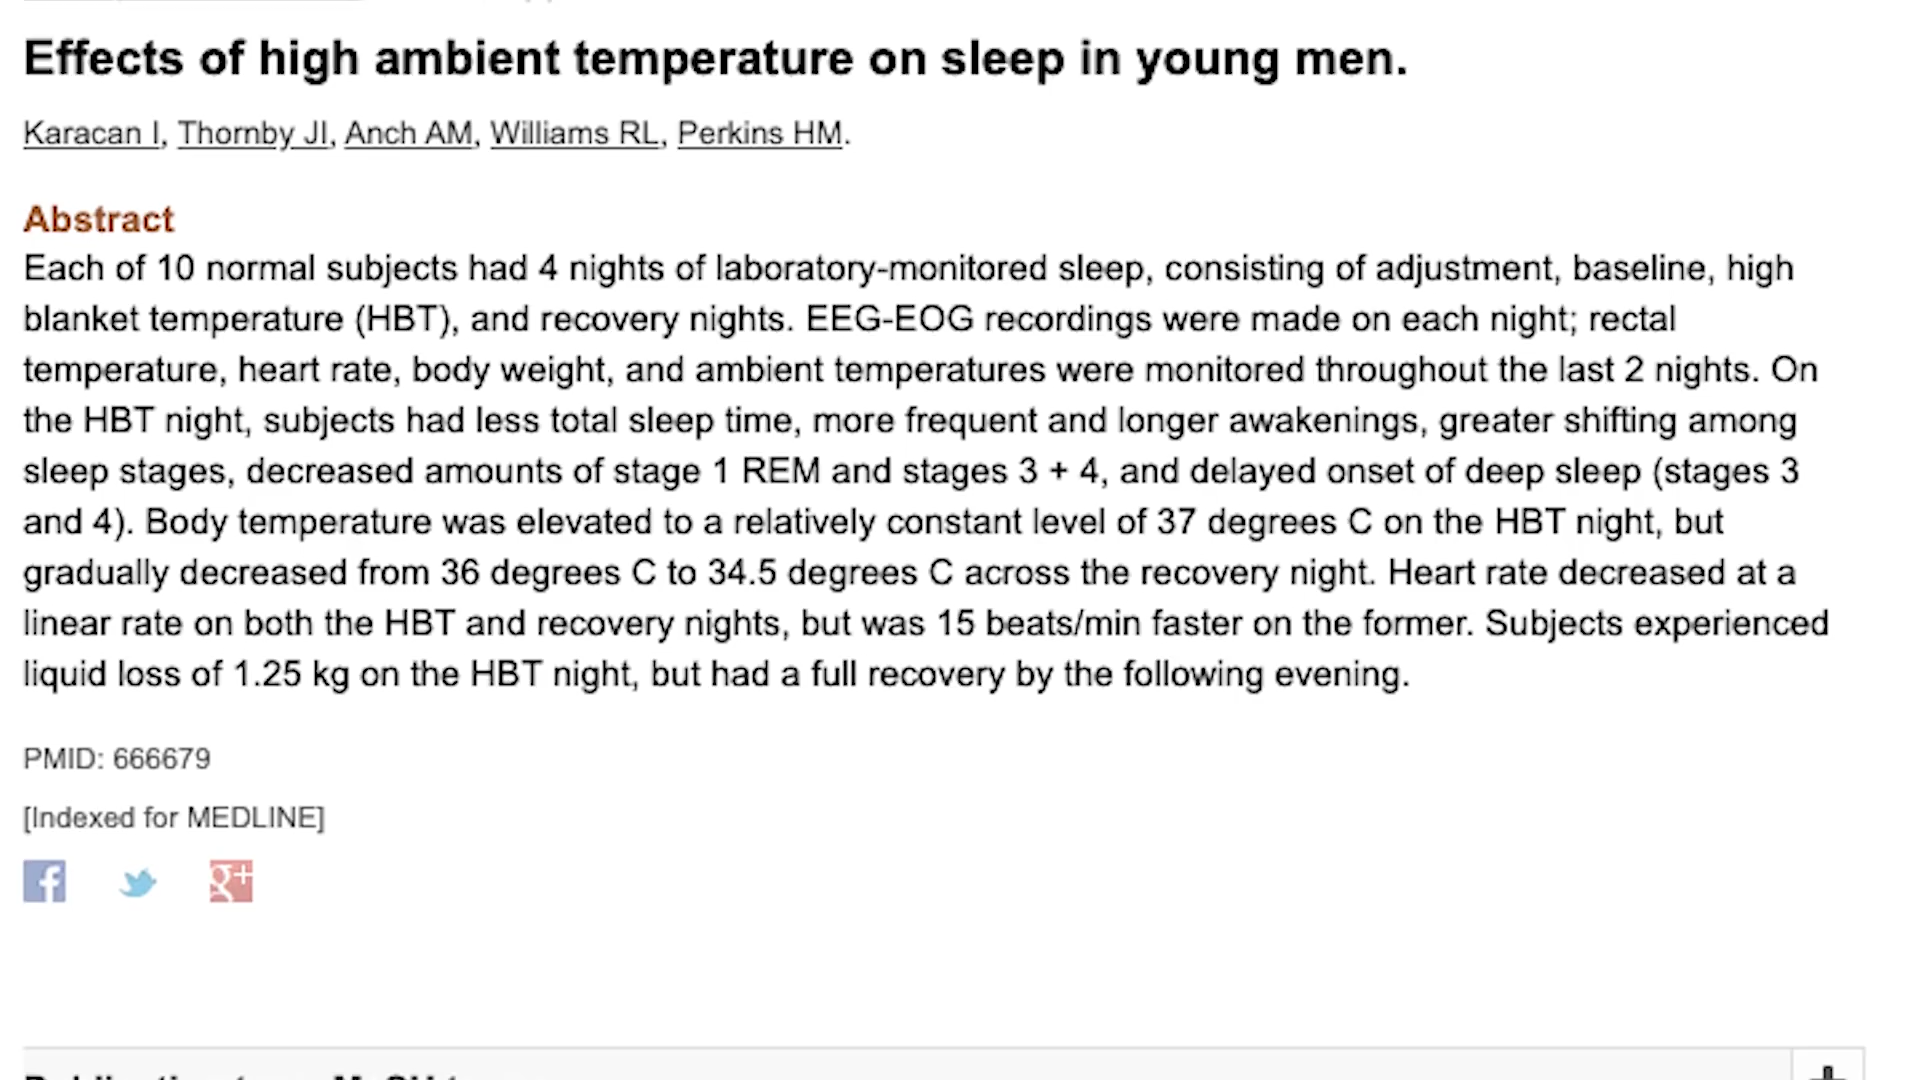 Effects of high ambient temperature on sleep in young men.
Karacan I, Thornby JI, Anch AM, Williams RL, Perkins HM.
Abstract
Each of 10 normal subjects had 4 nights of laboratory-monitored sleep, consisting of adjustment, baseline, high
blanket temperature (HBT), and recovery nights. EEG-EOG recordings were made on each night; rectal
temperature, heart rate, body weight, and ambient temperatures were monitored throughout the last 2 nights. On
the HBT night, subjects had less total sleep time, more frequent and longer awakenings, greater shifting among
sleep stages, decreased amounts of stage 1 REM and stages 3 + 4, and delayed onset of deep sleep (stages 3
and 4). Body temperature was elevated to a relatively constant level of 37 degrees C on the HBT night, but
gradually decreased from 36 degrees C to 34.5 degrees C across the recovery night. Heart rate decreased at a
linear rate on both the HBT and recovery nights, but was 15 beats/min faster on the former. Subjects experienced
liquid loss of 1.25 kg on the HBT night, but had a full recovery by the following evening.
PMID: 666679
[Indexed for MEDLINE]
f
g+